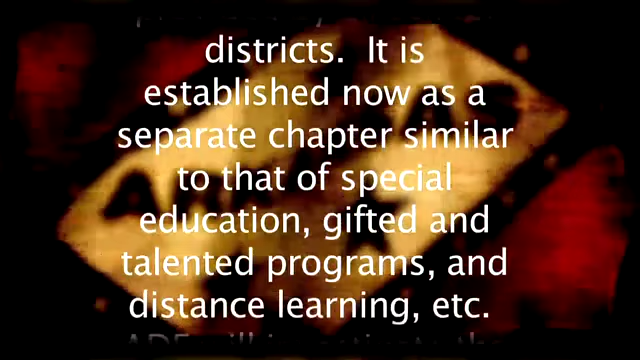 districts.  It is
established now as a
separate chapter similar
to that of special
education, gifted and
talented programs, and
distance learning, etc.